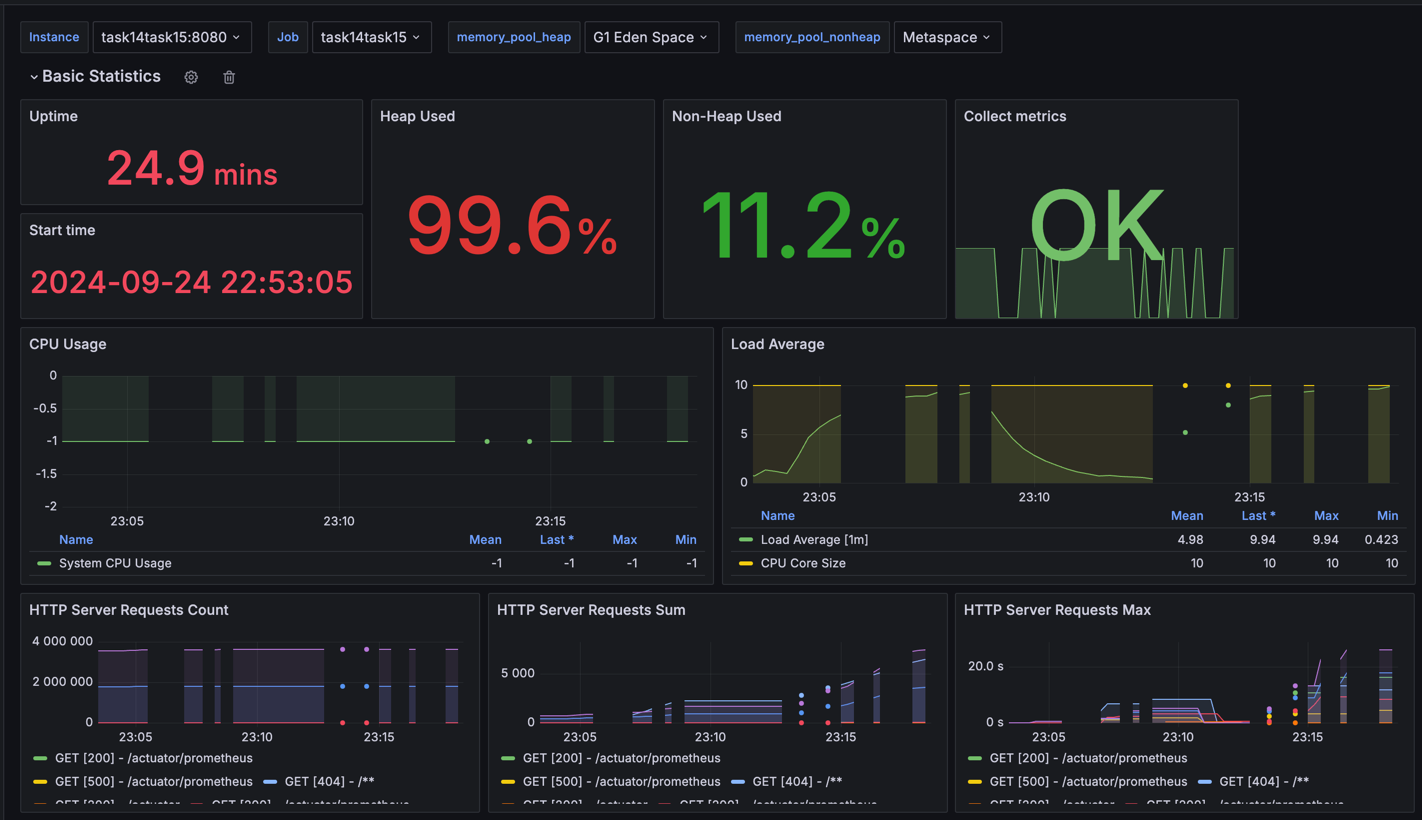 Instance task14task15:8080 Job task14task15 memory_pool_heap G1 Eden Space memory_pool_nonheap Metaspace
Basic Statistics
Uptime
24.9 mins
Start time
2024-09-24 22:53:05
Heap Used
99.6%
Non-Heap Used
11.2%
Collect metrics
OK
CPU Usage
0
-0.5
-1
-1.5
-2
23:05 23:10 23:15
Name Mean Last * Max Min
System CPU Usage -1 -1 -1 -1
Load Average
10
5
0
23:05 23:10 23:15
Name Mean Last * Max Min
Load Average [1m] 4.98 9.94 9.94 0.423
CPU Core Size 10 10 10 10
HTTP Server Requests Count
4 000 000
2 000 000
0
23:05 23:10 23:15
GET [200] - /actuator/prometheus
GET [500] - /actuator/prometheus GET [404] - /**
HTTP Server Requests Sum
5 000
0
23:05 23:10 23:15
GET [200] - /actuator/prometheus
GET [500] - /actuator/prometheus GET [404] - /**
HTTP Server Requests Max
20.0 s
0 s
23:05 23:10 23:15
GET [200] - /actuator/prometheus
GET [500] - /actuator/prometheus GET [404] - /**